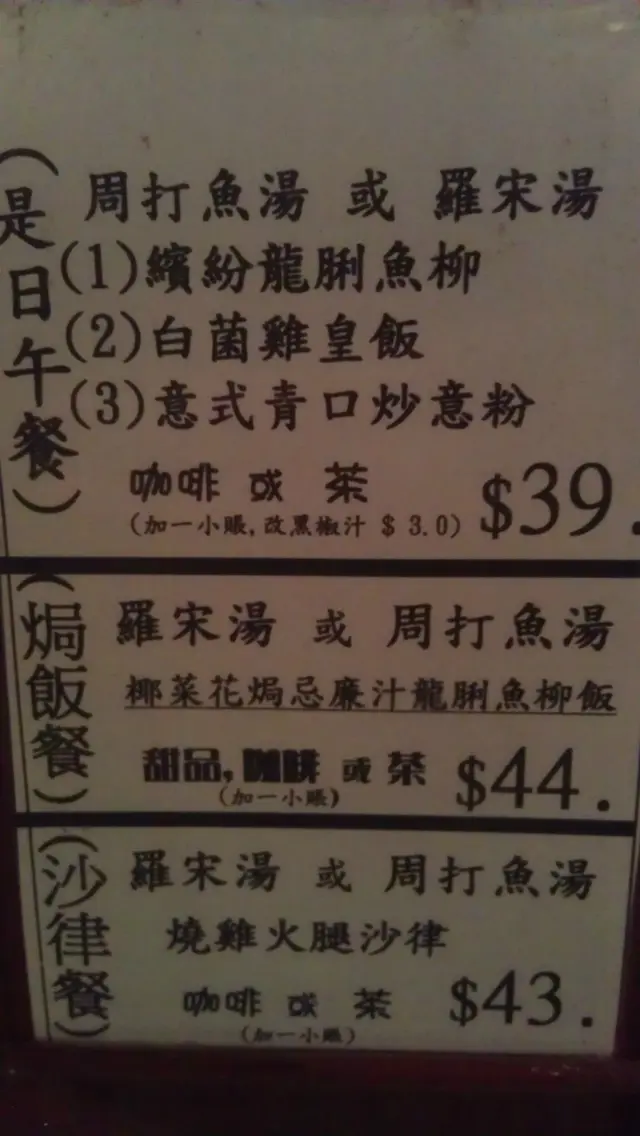 (是日午餐)
周打魚湯 或 羅宋湯
(1)繽紛龍脷魚柳
(2)白菌雞皇飯
(3)意式青口炒意粉
咖啡 或 茶
(加一小賬,改黑椒汁 $ 3.0)
$39.
(焗飯餐)
羅宋湯 或 周打魚湯
椰菜花焗忌廉汁龍脷魚柳飯
甜品,咖啡 或 茶
(加一小賬)
$44.
(沙律餐)
羅宋湯 或 周打魚湯
燒雞火腿沙律
咖啡 或 茶
(加一小賬)
$43.